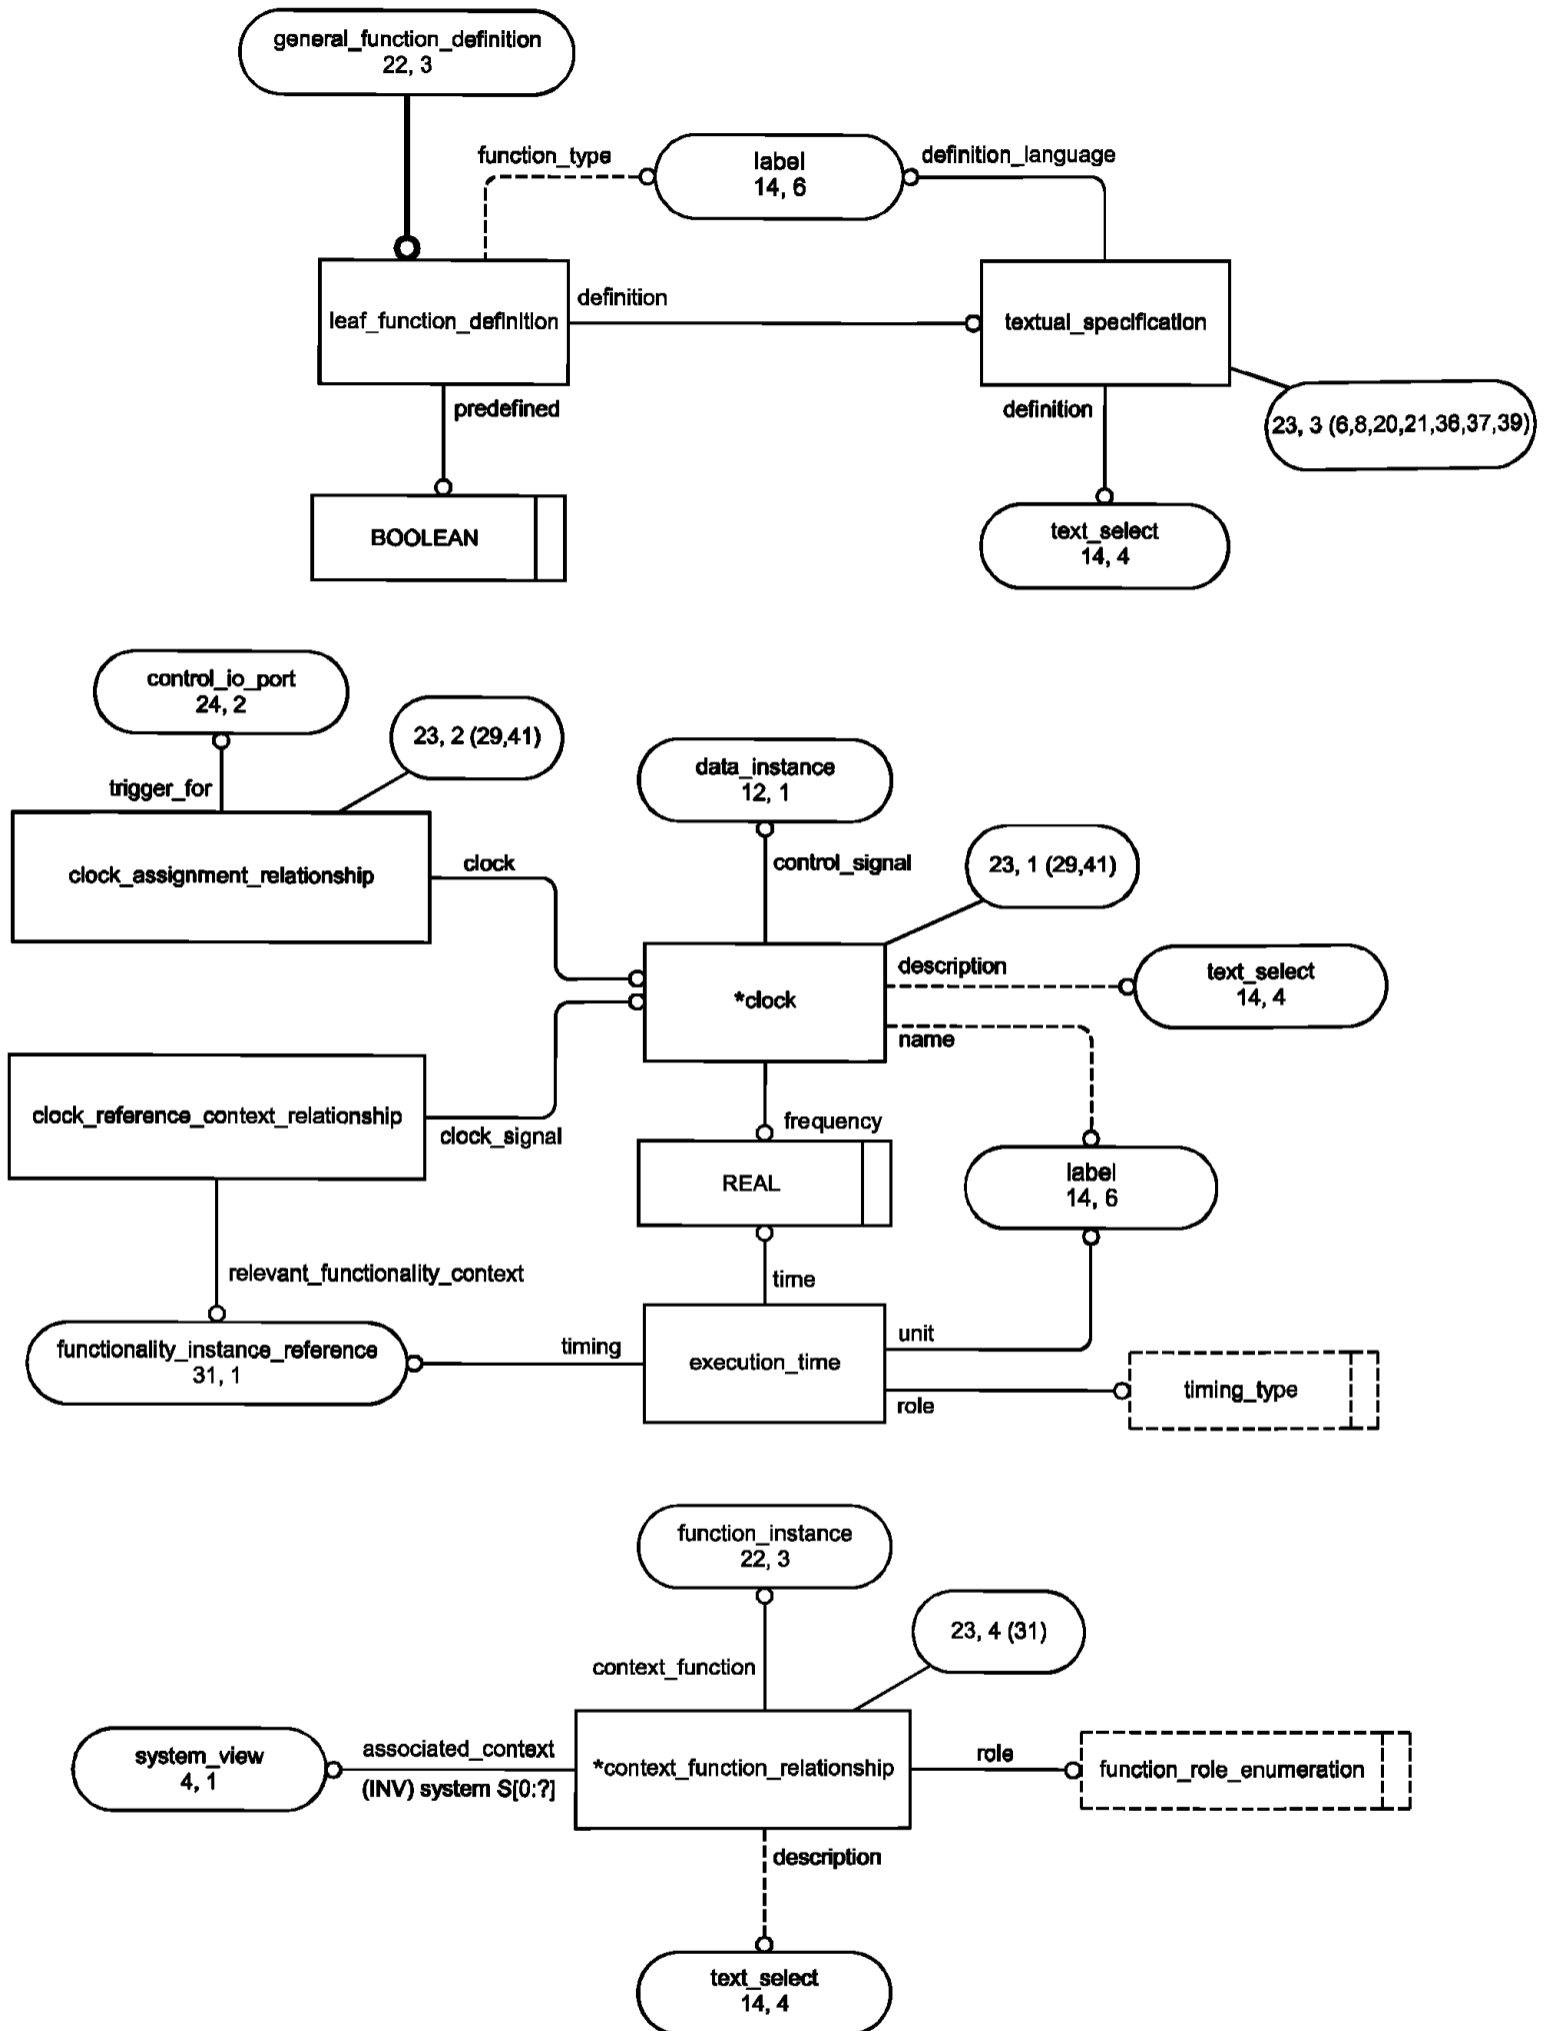 general_function_definition
22, 3
function_type
label
14, 6
definition_language
leaf_function_definition
definition
textual_specification
predefined
definition
23, 3 (6,8,20,21,36,37,39)
BOOLEAN
text_select
14, 4
control_io_port
24, 2
23, 2 (29,41)
trigger_for
data_instance
12, 1
clock_assignment_relationship
clock
control_signal
23, 1 (29,41)
description
text_select
14, 4
*clock
name
clock_reference_context_relationship
clock_signal
frequency
REAL
label
14, 6
relevant_functionality_context
time
functionality_instance_reference
31, 1
timing
execution_time
unit
role
timing_type
function_instance
22, 3
23, 4 (31)
context_function
system_view
4, 1
associated_context
(INV) system S[0:?]
*context_function_relationship
role
function_role_enumeration
description
text_select
14, 4